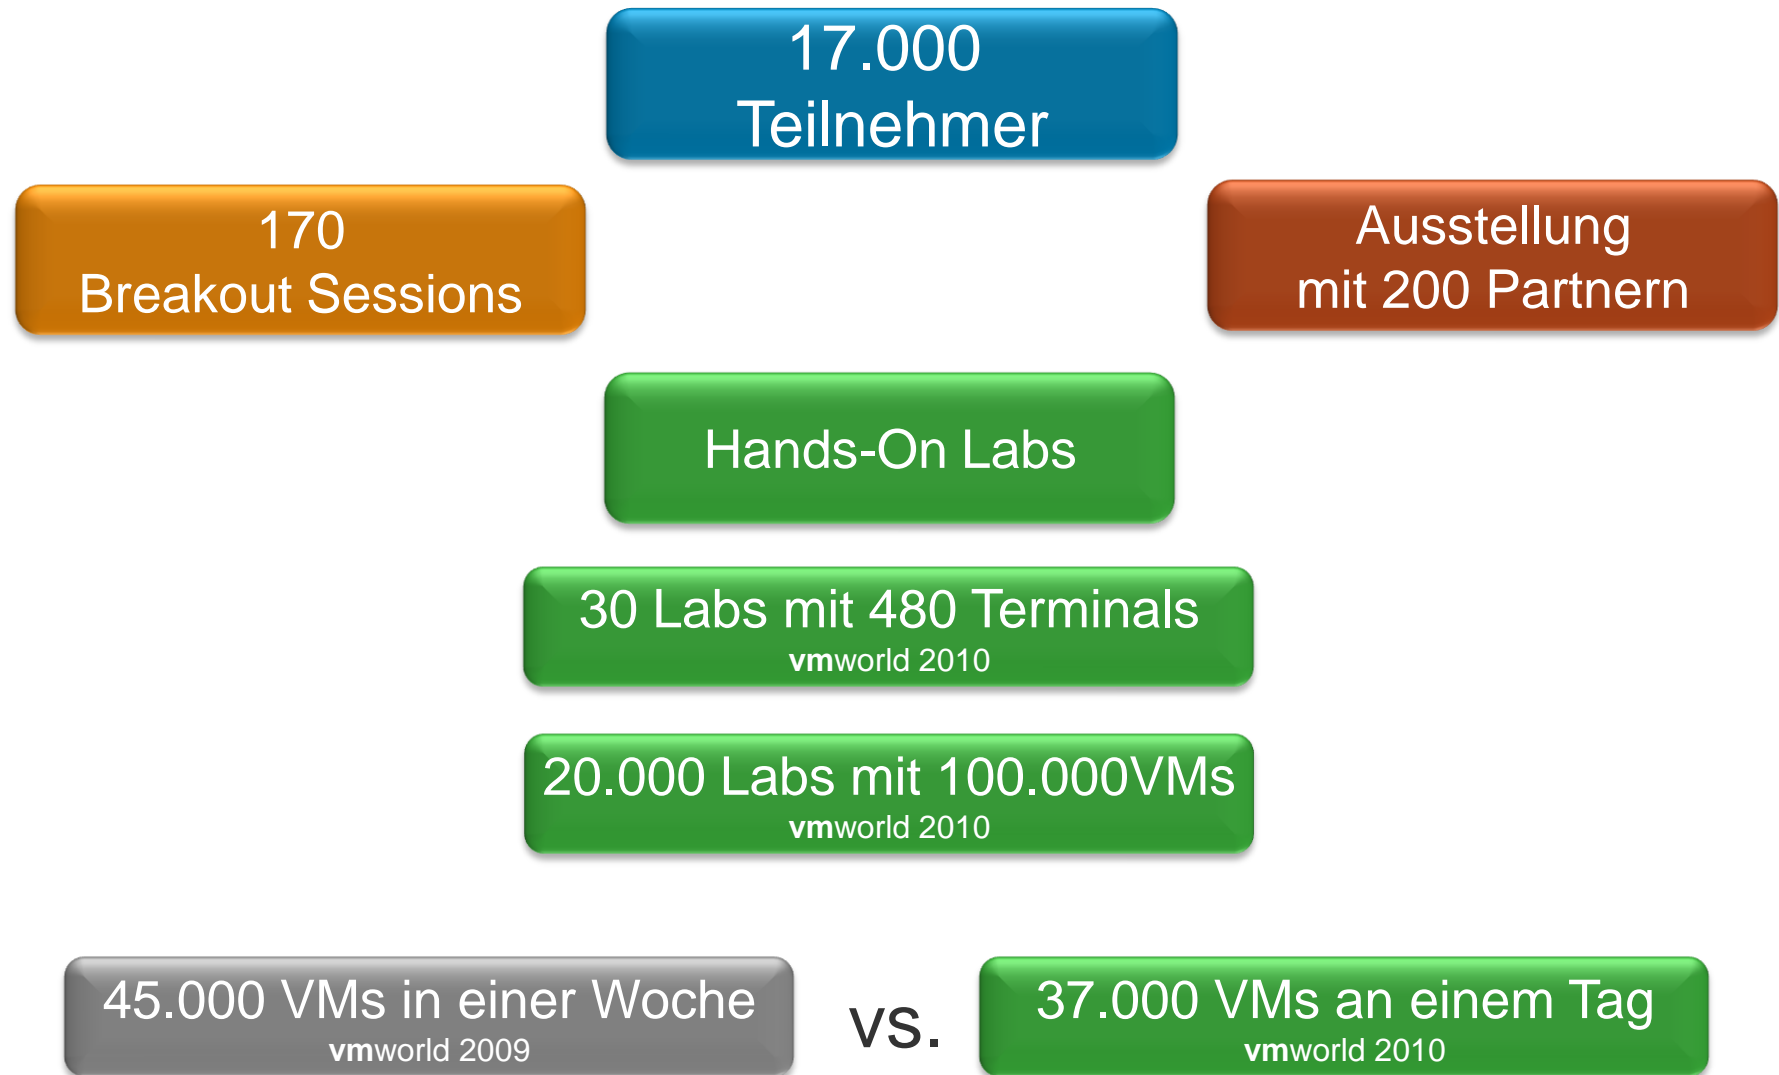 17.000
Teilnehmer
170
Breakout Sessions
Ausstellung
mit 200 Partnern
Hands-On Labs
30 Labs mit 480 Terminals
vmworld 2010
20.000 Labs mit 100.000VMs
vmworld 2010
45.000 VMs in einer Woche
vmworld 2009
vs.
37.000 VMs an einem Tag
vmworld 2010